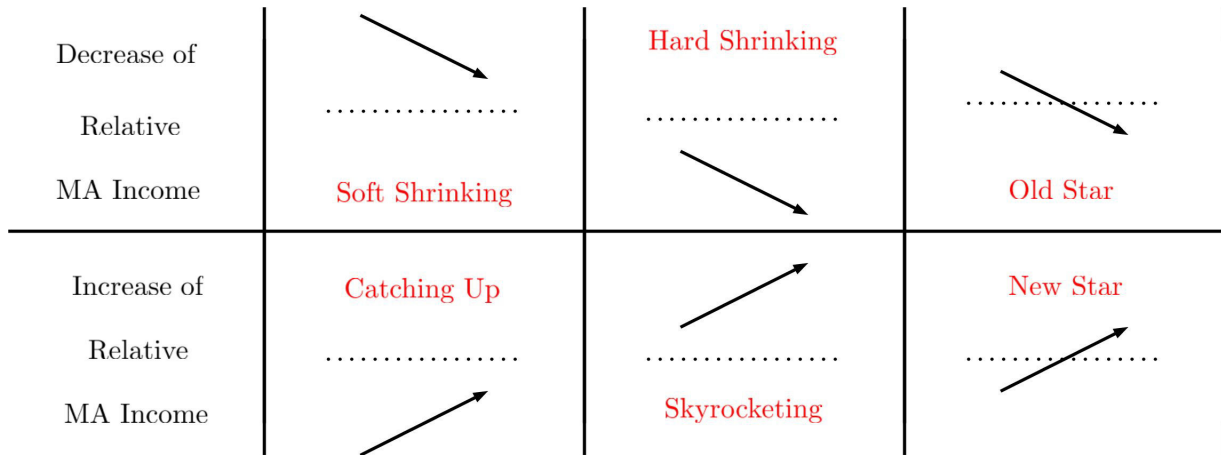 Decrease of
Relative
MA Income
Soft Shrinking
Hard Shrinking
Old Star
Increase of
Relative
MA Income
Catching Up
Skyrocketing
New Star